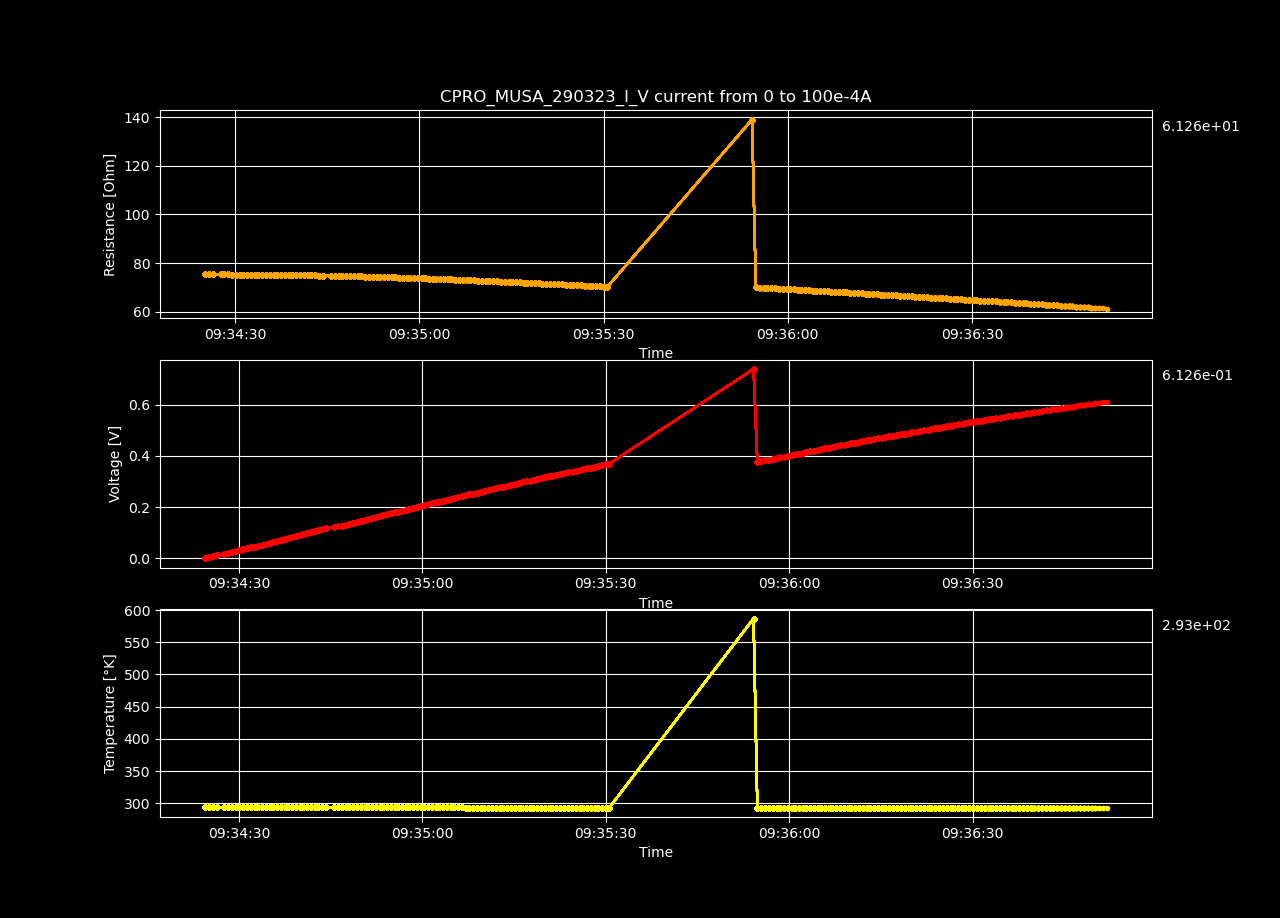 CPRO_MUSA_290323_I_V current from 0 to 100e-4A
6.126e+01
Resistance [Ohm]
140
120
100
80
60
09:34:30 09:35:00 09:35:30 09:36:00 09:36:30
Time
6.126e-01
Voltage [V]
0.6
0.4
0.2
0.0
09:34:30 09:35:00 09:35:30 09:36:00 09:36:30
Time
2.93e+02
Temperature [°K]
600
550
500
450
400
350
300
09:34:30 09:35:00 09:35:30 09:36:00 09:36:30
Time